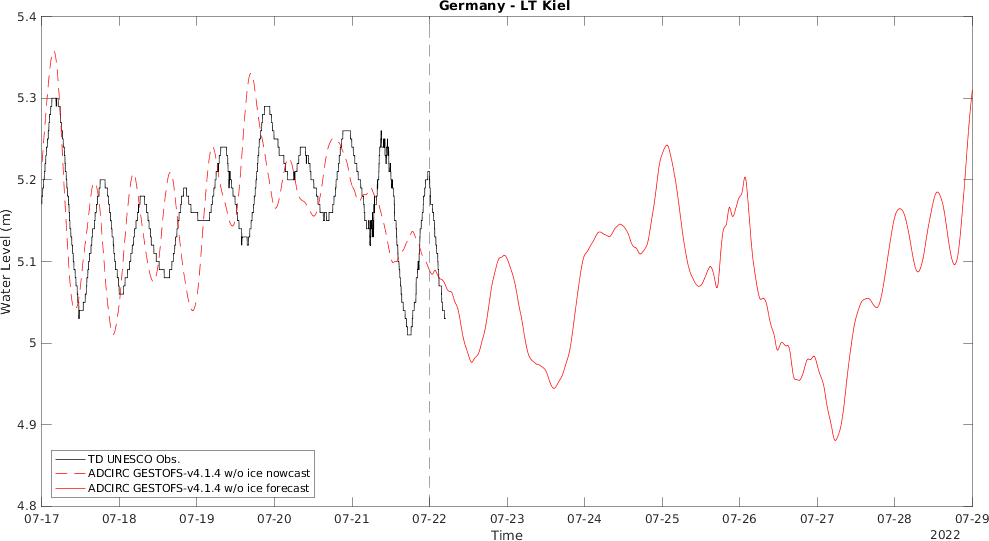 Germany - LT Kiel
5.4
5.3
5.2
5.1
5
4.9
4.8
Water Level (m)
TD UNESCO Obs.
ADCIRC GESTOFS-v4.1.4 w/o ice nowcast
ADCIRC GESTOFS-v4.1.4 w/o ice forecast
07-17 07-18 07-19 07-20 07-21 07-22 07-23 07-24 07-25 07-26 07-27 07-28 07-29
Time
2022